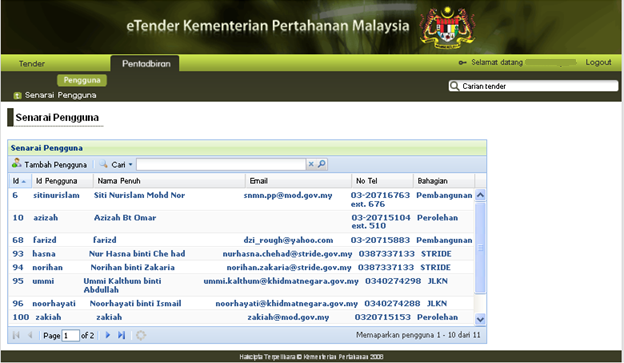 eTender Kementerian Pertahanan Malaysia
Tender Pentadbiran Selamat datang Logout
Pengguna
Senarai Pengguna Carian tender
Senarai Pengguna
Senarai Pengguna
Tambah Pengguna Cari
Id Id Pengguna Nama Penuh Email No Tel Bahagian
6 sitinurislam Siti Nurislam Mohd Nor snmn.pp@mod.gov.my 03-20716763 Pembangunan
ext. 676
10 azizah Azizah Bt Omar 03-20715104 Perolehan
ext. 510
68 farizd farizd dzi_rough@yahoo.com 03-20715883 Pembangunan
93 hasna Nur Hasna binti Che had nurhasna.chehad@stride.gov.my 0387337133 STRIDE
94 norihan Norihan binti Zakaria norihan.zakaria@stride.gov.my 0387337133 STRIDE
95 ummi Ummi Kalthum binti ummi.kalthum@khidmatnegara.gov.my 0340274298 JLKN
Abdullah
96 noorhayati Noorhayati binti Ismail noorhayati@khidmatnegara.gov.my 0340274288 JLKN
100 zakiah zakiah zakiah@mod.gov.my 0320715153 Perolehan
Page 1 of 2 Memaparkan pengguna 1 - 10 dari 11
Hakcipta Terpelihara © Kementerian Pertahanan 2008